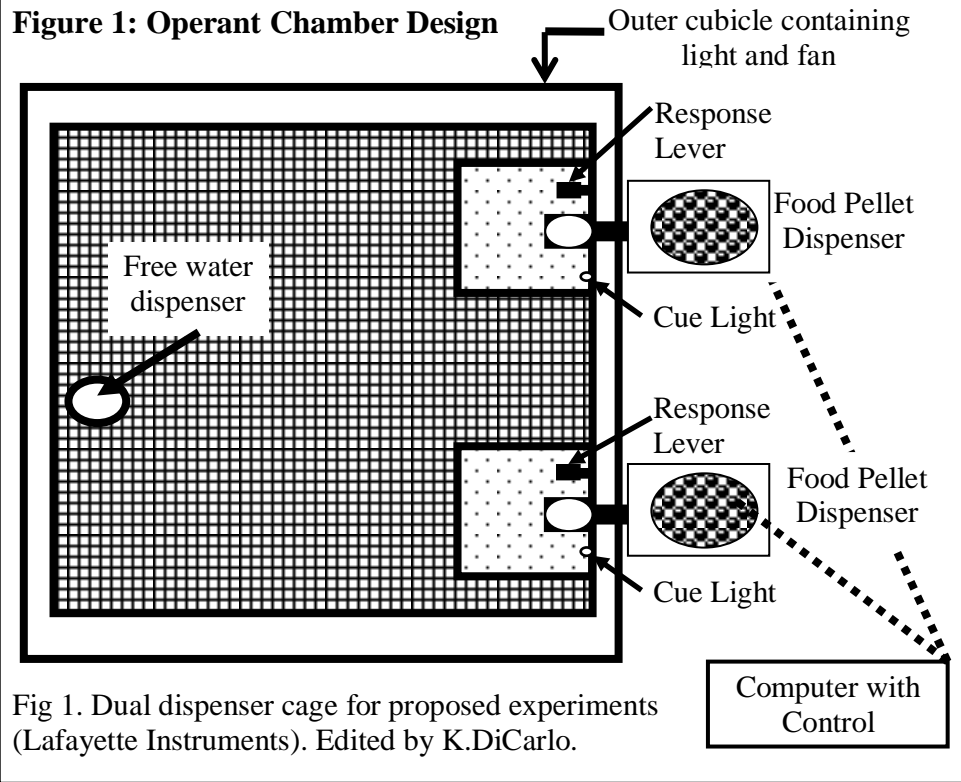 Figure 1: Operant Chamber Design
Outer cubicle containing
light and fan
Response
Lever
Food Pellet
Dispenser
Free water
dispenser
Cue Light
Response
Lever
Food Pellet
Dispenser
Cue Light
Computer with
Control
Fig 1. Dual dispenser cage for proposed experiments
(Lafayette Instruments). Edited by K.DiCarlo.